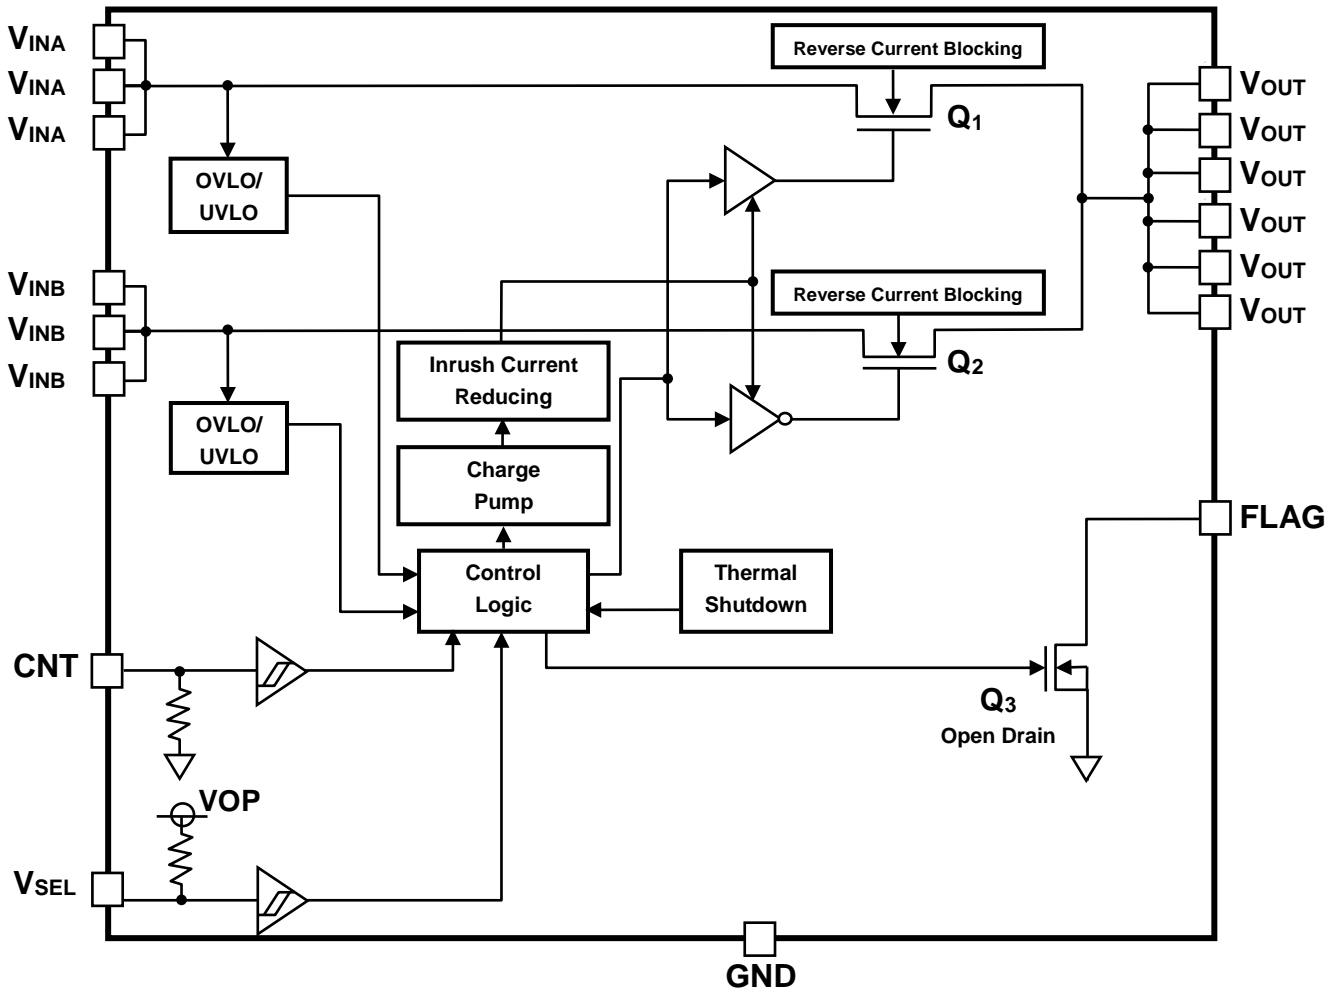 VINA
VINA
VINA
Reverse Current Blocking
Q1
VOUT
VOUT
VOUT
VOUT
VOUT
VOUT
OVLO/
UVLO
VINB
VINB
VINB
Reverse Current Blocking
Q2
Inrush Current
Reducing
OVLO/
UVLO
Charge
Pump
FLAG
Control
Logic
Thermal
Shutdown
CNT
Q3
Open Drain
VOP
VSEL
GND